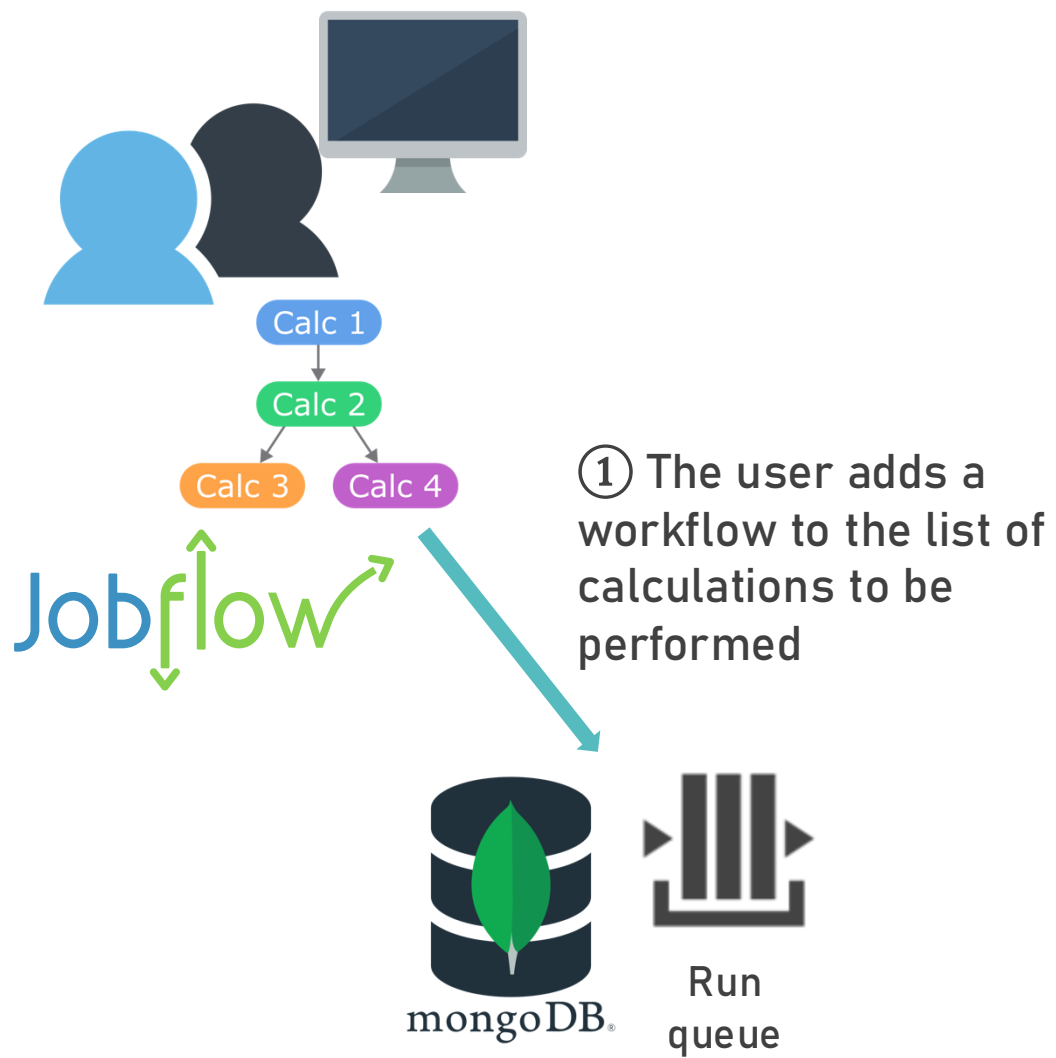 Calc 1
Calc 2
Calc 3
Calc 4
Jobflow
① The user adds a
workflow to the list of
calculations to be
performed
mongoDB®
Run
queue